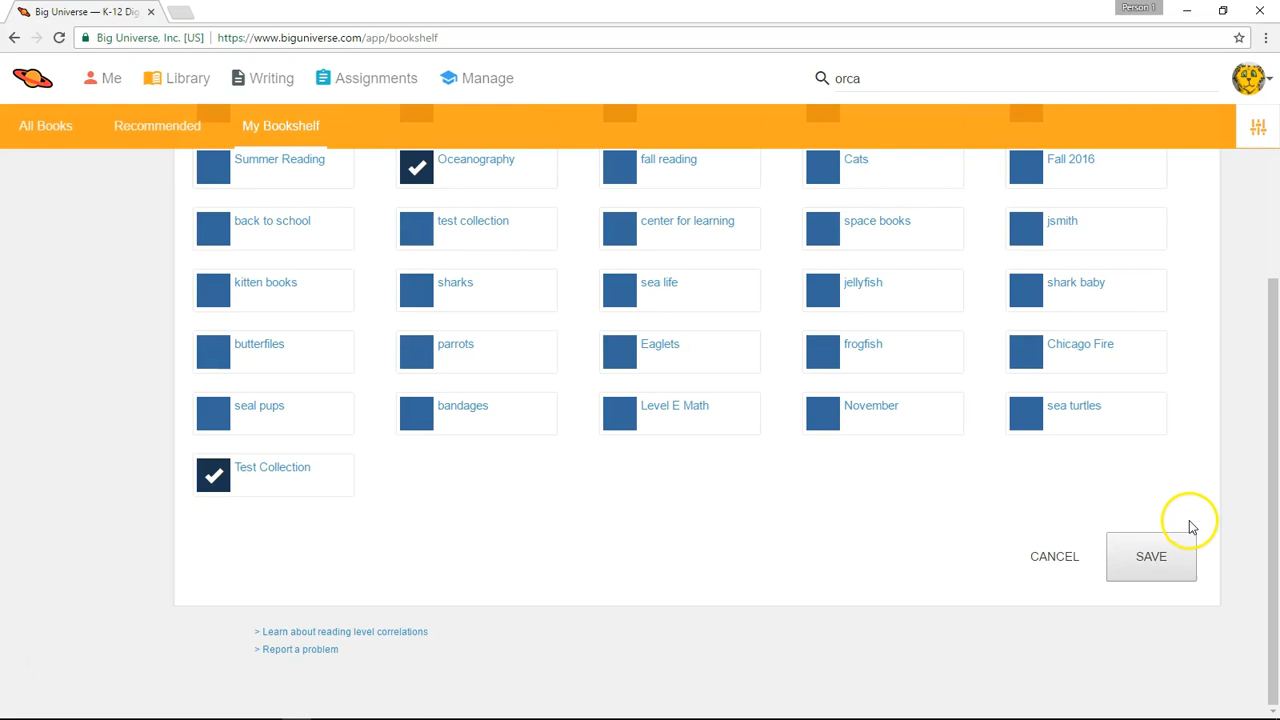 Big Universe — K-12 Dig
Person 1
Big Universe, Inc. [US] https://www.biguniverse.com/app/bookshelf
Me Library Writing Assignments Manage orca
All Books Recommended My Bookshelf
Summer Reading Oceanography fall reading Cats Fall 2016
back to school test collection center for learning space books jsmith
kitten books sharks sea life jellyfish shark baby
butterfiles parrots Eaglets frogfish Chicago Fire
seal pups bandages Level E Math November sea turtles
Test Collection
CANCEL SAVE
> Learn about reading level correlations
> Report a problem